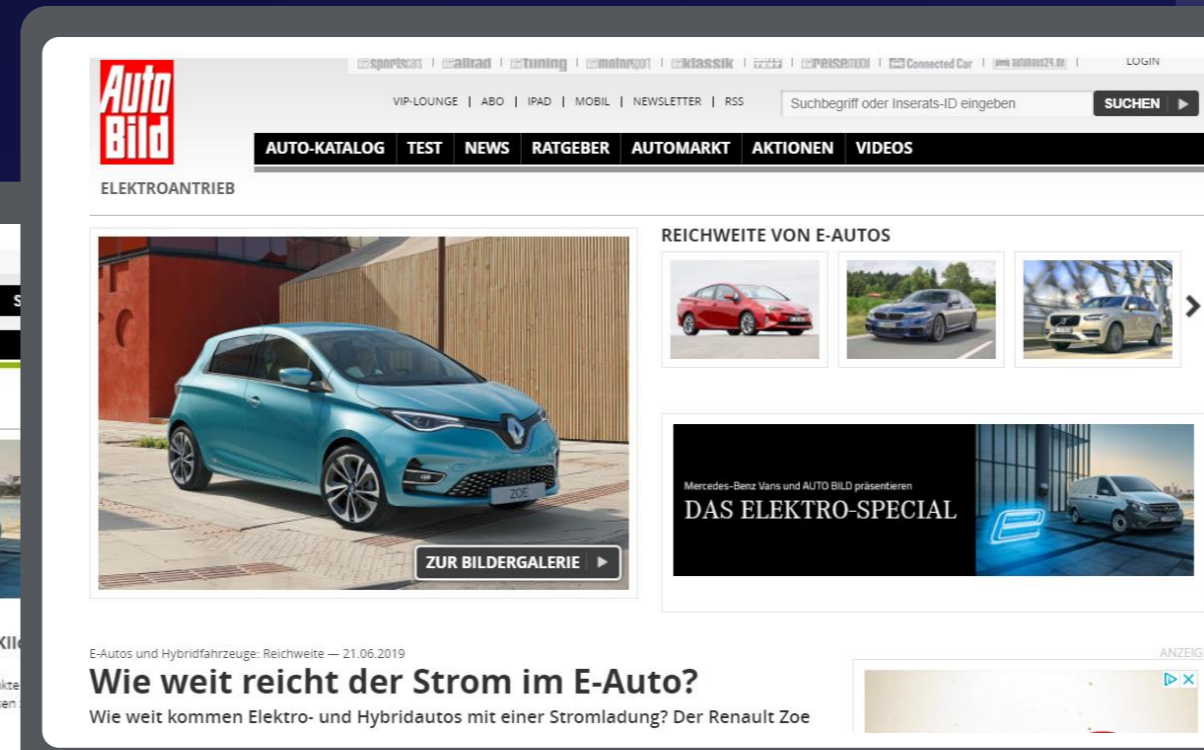 Auto
Bild
sportscars | allrad | tuning | motorsport | klassik | | reisemobil | Connected Car | autohaus24.de |
LOGIN
VIP-LOUNGE | ABO | IPAD | MOBIL | NEWSLETTER | RSS
Suchbegriff oder Inserats-ID eingeben
SUCHEN
AUTO-KATALOG TEST NEWS RATGEBER AUTOMARKT AKTIONEN VIDEOS
ELEKTROANTRIEB
REICHWEITE VON E-AUTOS
ZOE
ZUR BILDERGALERIE
Mercedes-Benz Vans und AUTO BILD präsentieren
DAS ELEKTRO-SPECIAL
E-Autos und Hybridfahrzeuge: Reichweite — 21.06.2019
ANZEIG
Wie weit reicht der Strom im E-Auto?
Wie weit kommen Elektro- und Hybridautos mit einer Stromladung? Der Renault Zoe